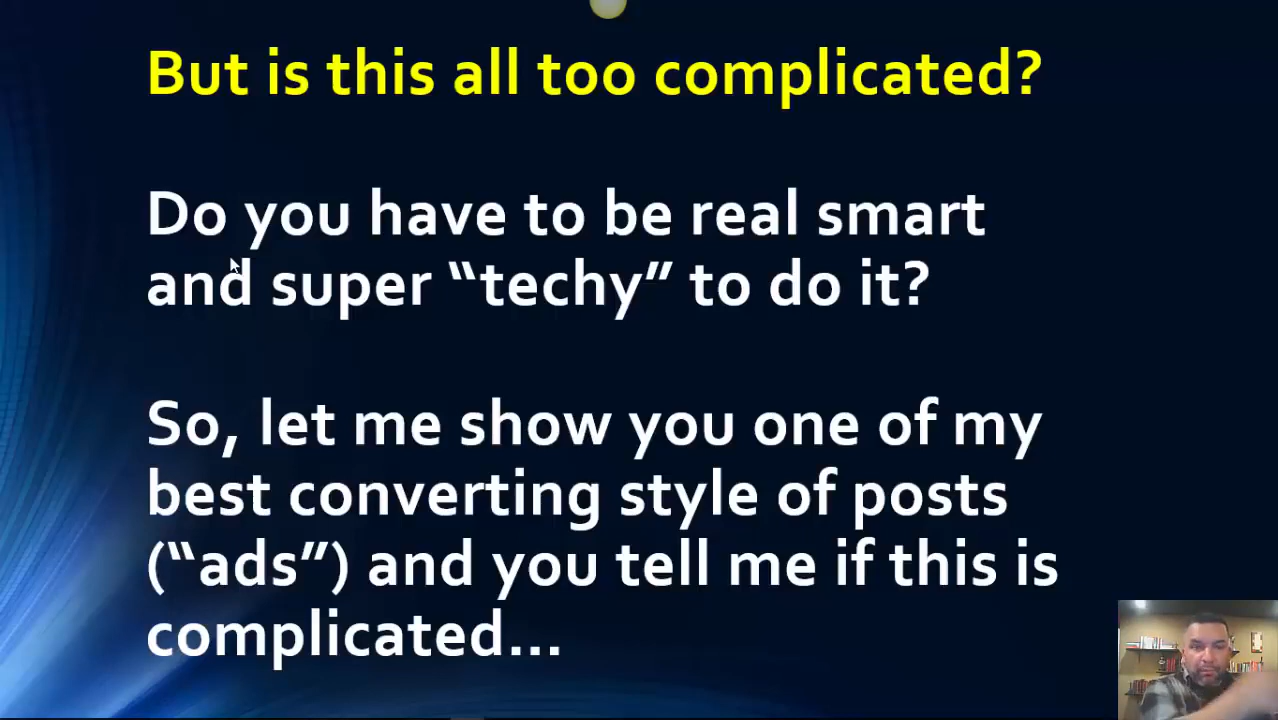 But is this all too complicated?
Do you have to be real smart
and super “techy” to do it?
So, let me show you one of my
best converting style of posts
(“ads”) and you tell me if this is
complicated...